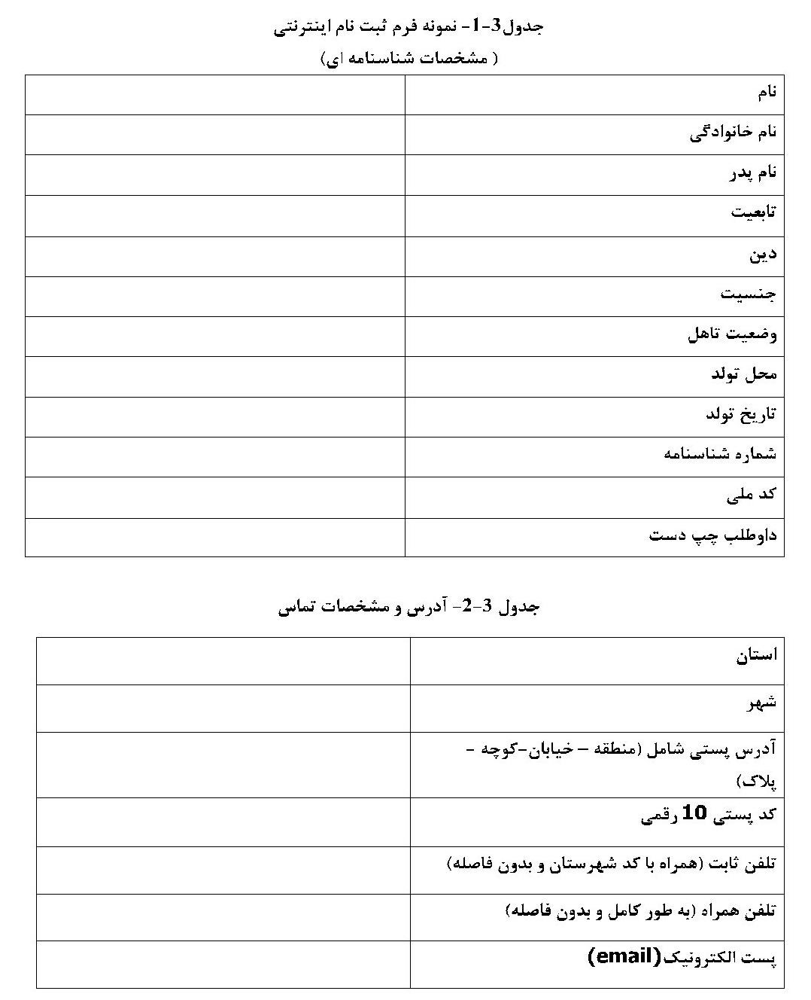 جدول3-1- نمونه فرم ثبت نام اینترنتی
( مشخصات شناسنامه ای)
نام
نام خانوادگی
نام پدر
تابعیت
دین
جنسیت
وضعیت تاهل
محل تولد
تاریخ تولد
شماره شناسنامه
کد ملی
داوطلب چپ دست
جدول 3-2- آدرس و مشخصات تماس
استان
شهر
آدرس پستی شامل (منطقه – خیابان-کوچه -
پلاک)
کد پستی 10 رقمی
تلفن ثابت (همراه با کد شهرستان و بدون فاصله)
تلفن همراه (به طور کامل و بدون فاصله)
پست الکترونیک(email)